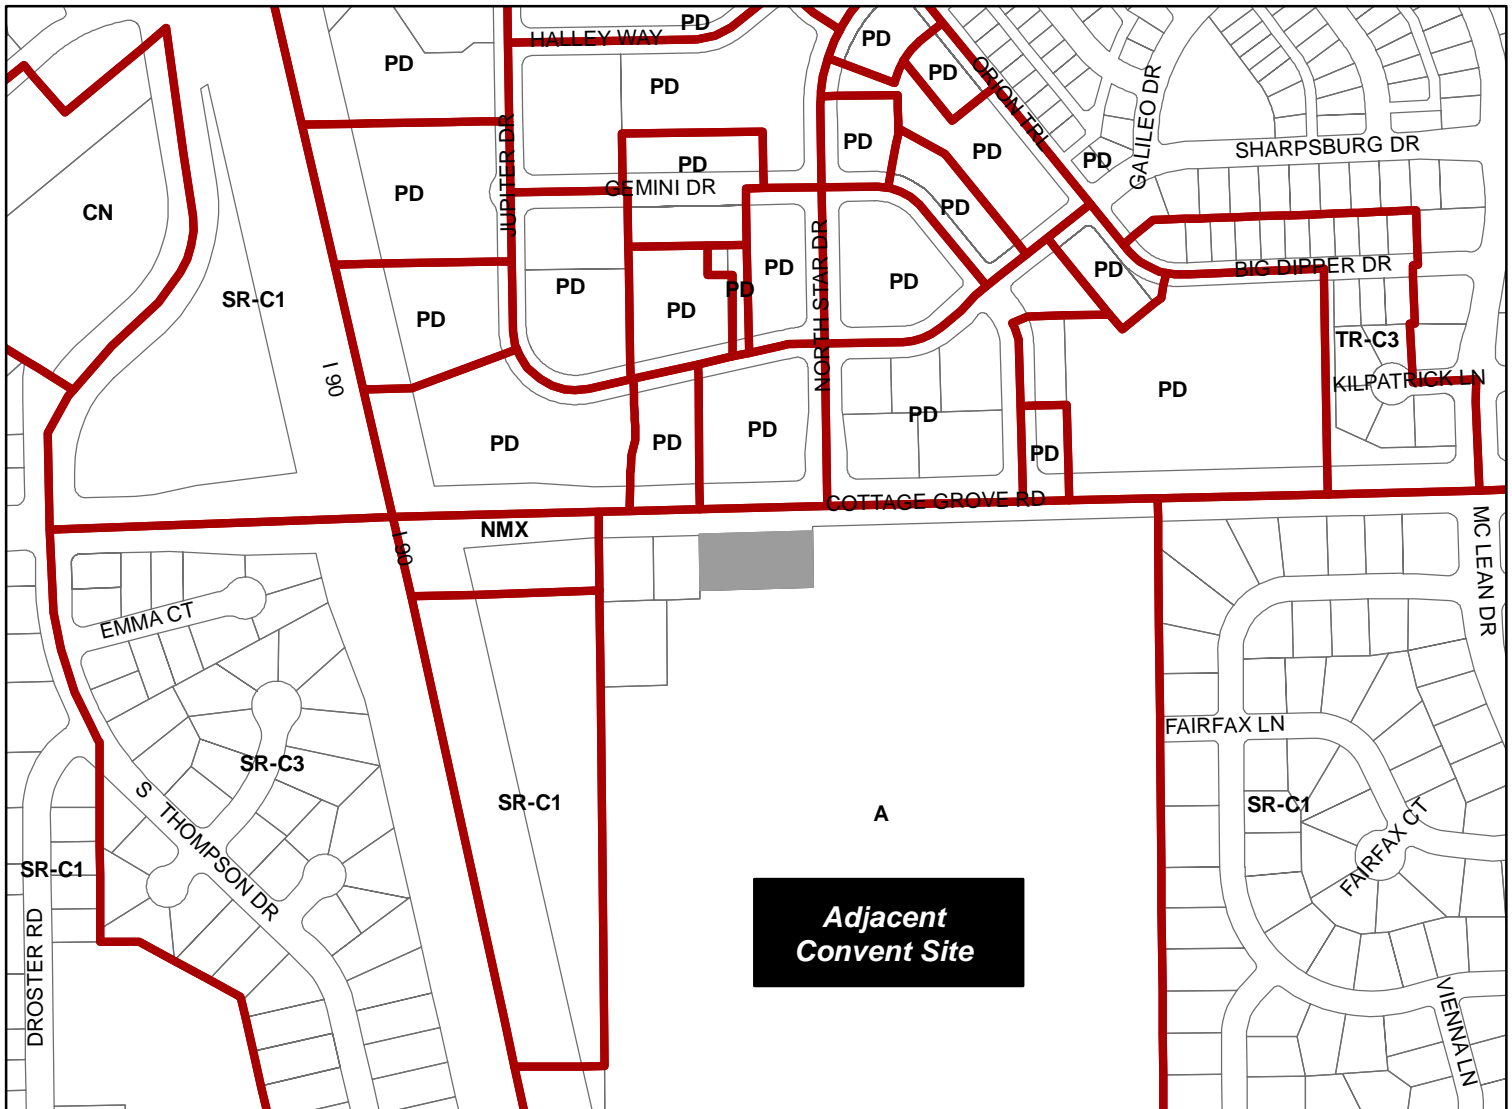 PD
HALLEY WAY
PD
PD
PD
PD
ORION TRL
PD
GALILEO DR
JUPITER DR
PD
PD
PD
PD
SHARPSBURG DR
PD
GEMINI DR
PD
CN
PD
NORTH STAR DR
PD
PD
PD
BIG DIPPER DR
SR-C1
PD
PD
PD
PD
PD
TR-C3
I 90
KILPATRICK LN
PD
PD
PD
PD
PD
PD
COTTAGE GROVE RD
NMX
I 90
MC LEAN DR
EMMA CT
FAIRFAX LN
SR-C3
S THOMPSON DR
SR-C1
A
SR-C1
FAIRFAX CT
SR-C1
DROSTER RD
Adjacent
Convent Site
VIENNA LN